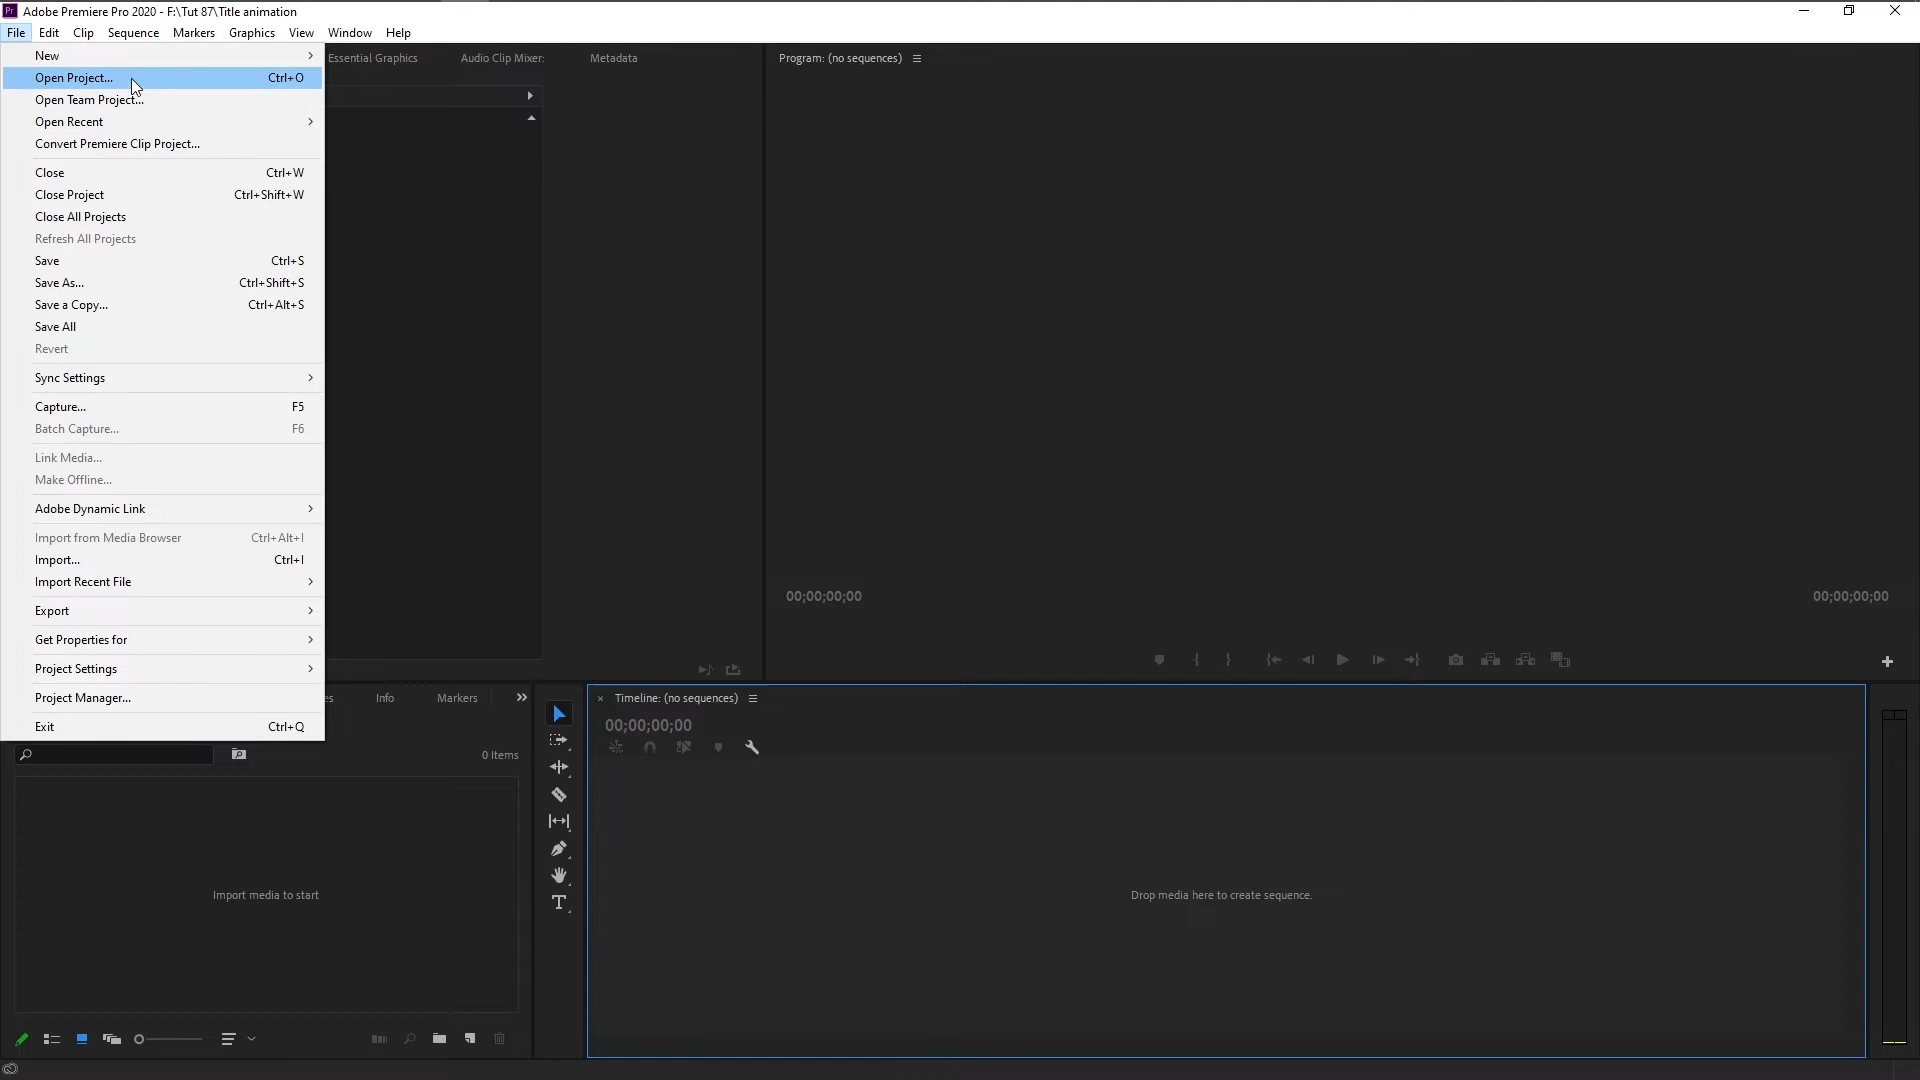 Pr Adobe Premiere Pro 2020 - F:\Tut 87\Title animation
File Edit Clip Sequence Markers Graphics View Window Help
New
Open Project... Ctrl+O
Open Team Project...
Open Recent
Convert Premiere Clip Project...
Close Ctrl+W
Close Project Ctrl+Shift+W
Close All Projects
Refresh All Projects
Save Ctrl+S
Save As... Ctrl+Shift+S
Save a Copy... Ctrl+Alt+S
Save All
Revert
Sync Settings
Capture... F5
Batch Capture... F6
Link Media...
Make Offline...
Adobe Dynamic Link
Import from Media Browser Ctrl+Alt+I
Import... Ctrl+I
Import Recent File
Export
Get Properties for
Project Settings
Project Manager...
Exit Ctrl+Q
Essential Graphics Audio Clip Mixer: Metadata
Program: (no sequences)
00;00;00;00 00;00;00;00
Info Markers
0 Items
Import media to start
Timeline: (no sequences)
00;00;00;00
Drop media here to create sequence.